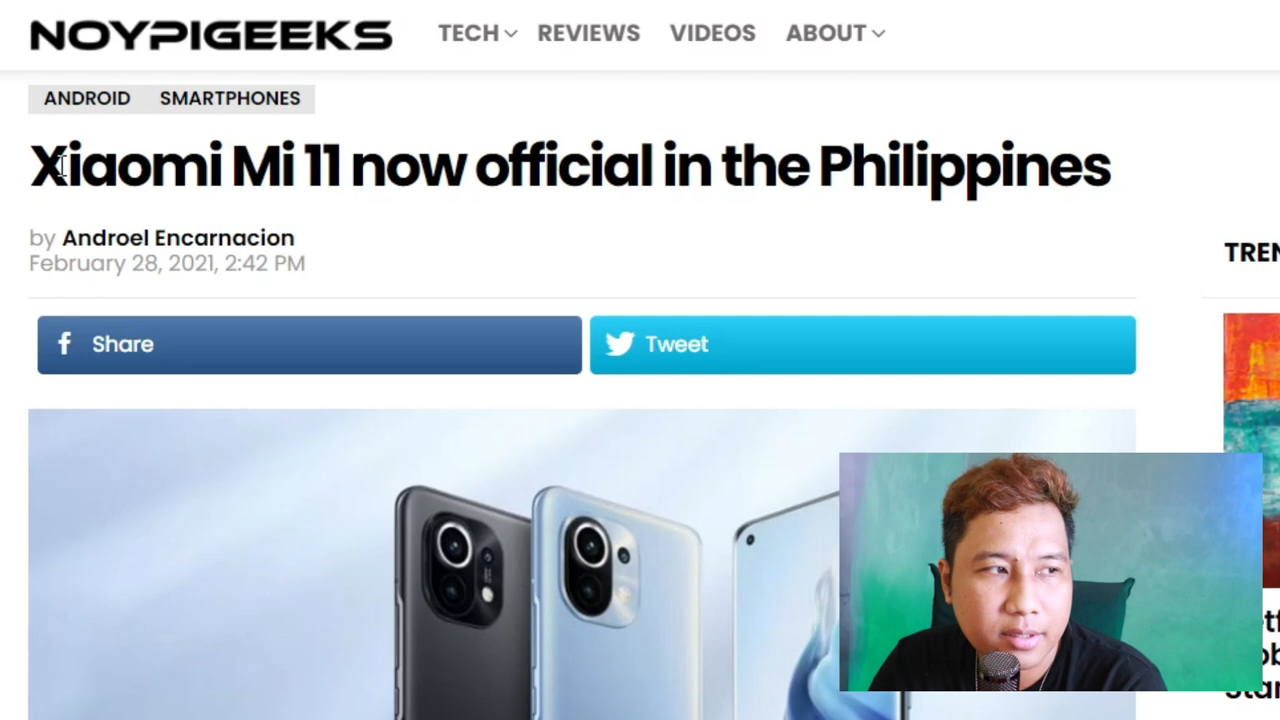 NOYPIGEEKS
TECH REVIEWS VIDEOS ABOUT
ANDROID SMARTPHONES
Xiaomi Mi 11 now official in the Philippines
by Androel Encarnacion
February 28, 2021, 2:42 PM
Share
Tweet